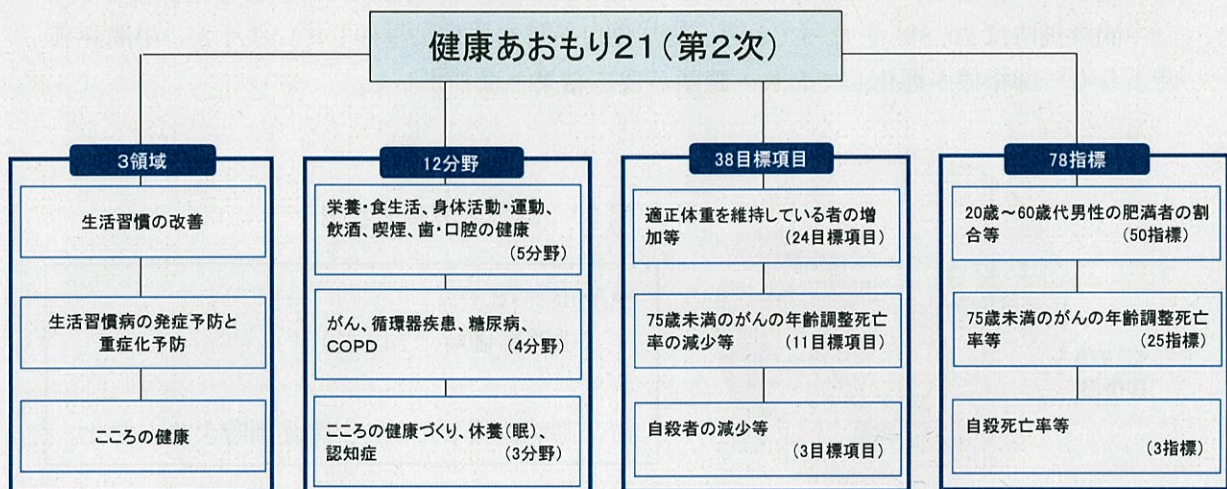 健康あおもり21(第2次)
3領域
生活習慣の改善
生活習慣病の発症予防と
重症化予防
こころの健康
12分野
栄養・食生活、身体活動・運動、
飲酒、喫煙、歯・口腔の健康
(5分野)
がん、循環器疾患、糖尿病、
COPD (4分野)
こころの健康づくり、休養(眠)、
認知症 (3分野)
38目標項目
適正体重を維持している者の増
加等 (24目標項目)
75歳未満のがんの年齢調整死亡
率の減少等 (11目標項目)
自殺者の減少等
(3目標項目)
78指標
20歳~60歳代男性の肥満者の割
合等 (50指標)
75歳未満のがんの年齢調整死亡
率等 (25指標)
自殺死亡率等
(3指標)